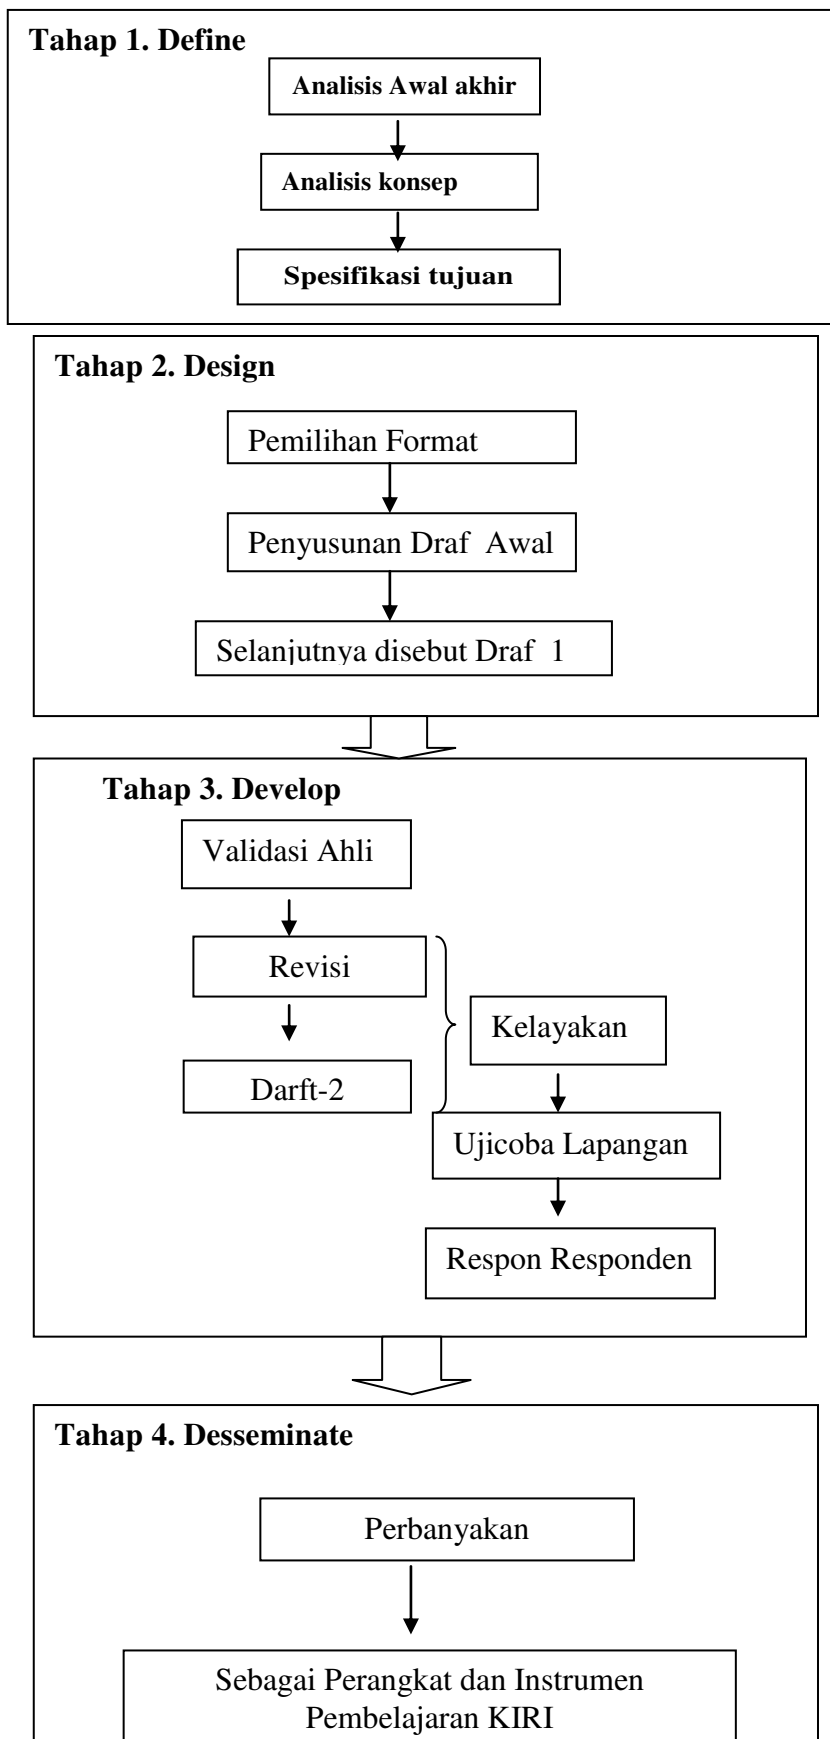 Tahap 1. Define
Analisis Awal akhir
Analisis konsep
Spesifikasi tujuan
Tahap 2. Design
Pemilihan Format
Penyusunan Draf Awal
Selanjutnya disebut Draf 1
Tahap 3. Develop
Validasi Ahli
Revisi
Darft-2
Kelayakan
Ujicoba Lapangan
Respon Responden
Tahap 4. Desseminate
Perbanyakan
Sebagai Perangkat dan Instrumen
Pembelajaran KIRI